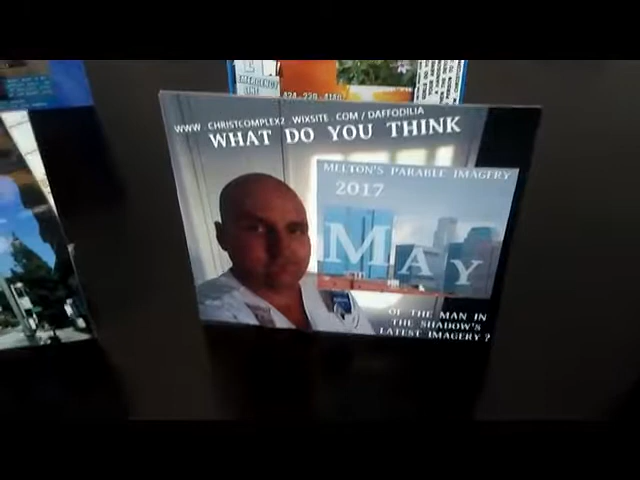 EMERGENCY
WWW.CHRISTCOMPLEX2.WIXSITE.COM/DAFFODILIA
WHAT DO YOU THINK
MELTON'S PARABLE IMAGERY
2017
MAY
OF THE MAN IN
THE SHADOW'S
LATEST IMAGERY?